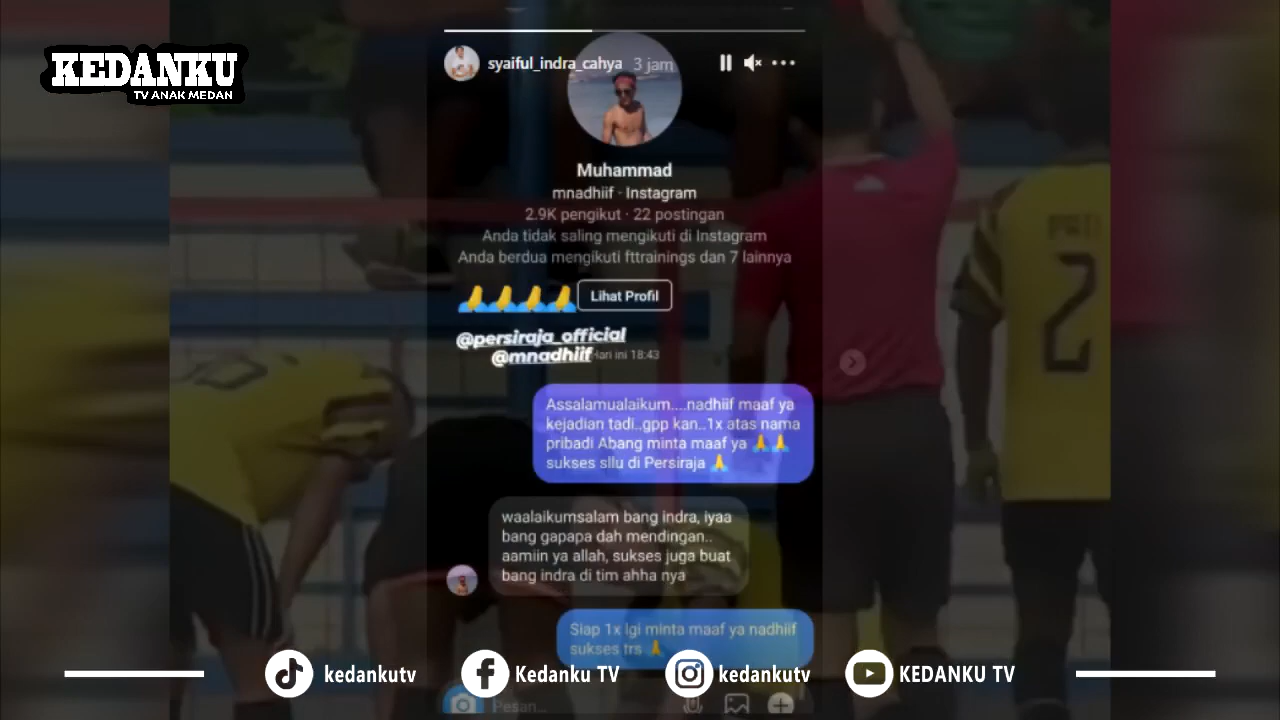 KEDANKU
TV ANAK MEDAN
syaiful_indra_cahya 3 jam
Muhammad
mnadhiif · Instagram
2.9K pengikut · 22 postingan
Anda tidak saling mengikuti di Instagram
Anda berdua mengikuti fttrainings dan 7 lainnya
Lihat Profil
@persiraja_official
@mnadhiif
Hari ini 18:43
Assalamualaikum....nadhiif maaf ya
kejadian tadi..gpp kan..1x atas nama
pribadi Abang minta maaf ya 🙏🙏
sukses sllu di Persiraja 🙏
waalaikumsalam bang indra, iyaa
bang gapapa dah mendingan..
aamiin ya allah, sukses juga buat
bang indra di tim ahha nya
Siap 1x lgi minta maaf ya nadhiif
sukses trs 🙏
Pesan...
2
kedankutv
Kedanku TV
kedankutv
KEDANKU TV